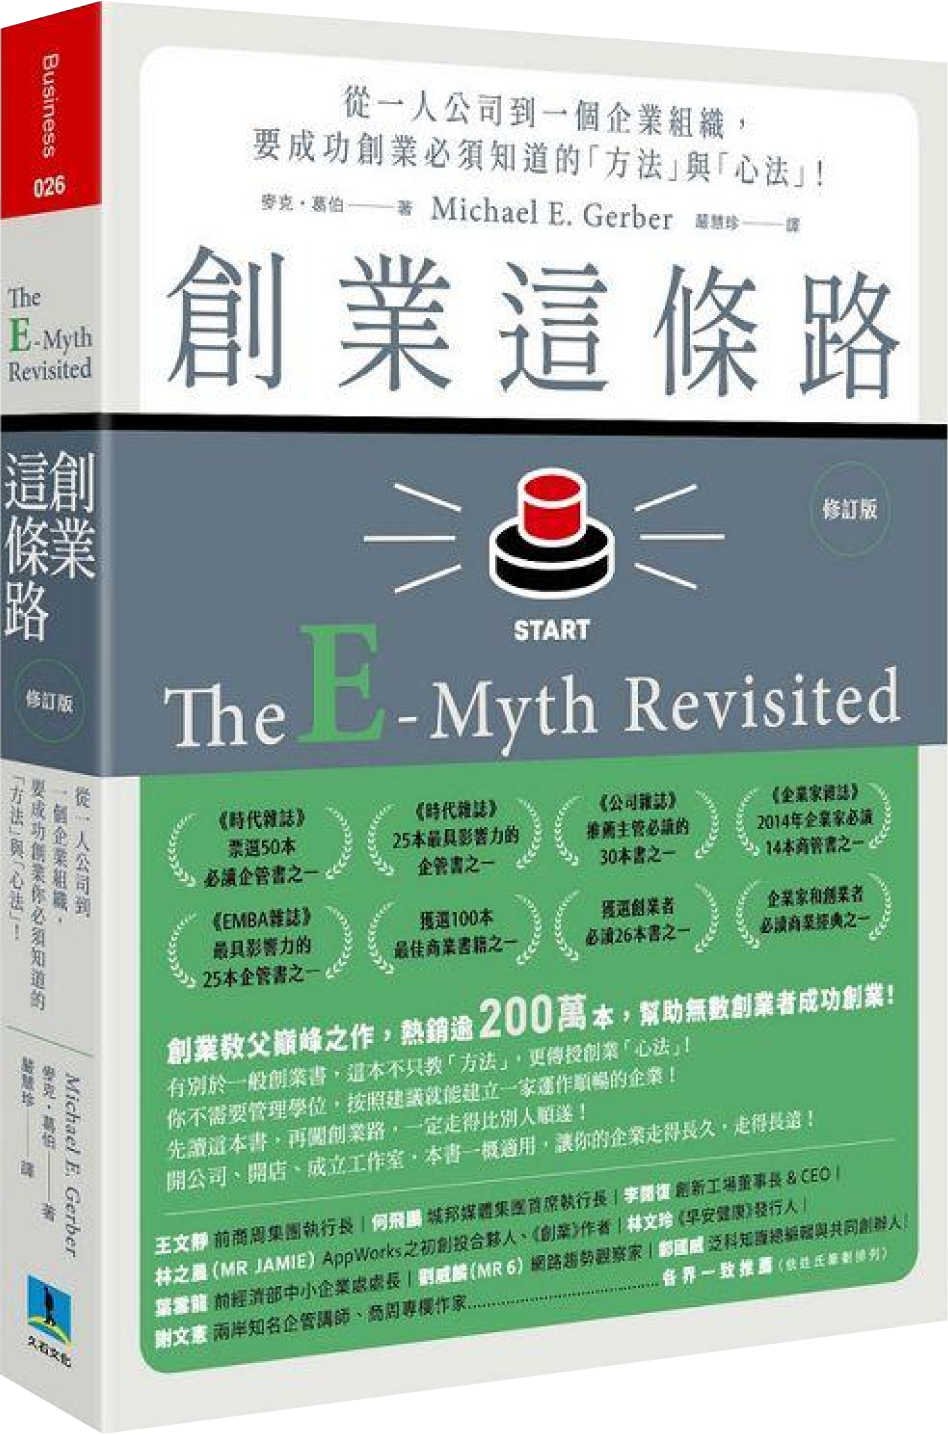 Business
026
The
E-Myth
Revisited
創業
這條路
修訂版
從一人公司到
一個企業組織，
要成功創業你必須知道的
「方法」與「心法」！
Michael E. Gerber
麥克・葛伯——著
嚴慧珍——譯
久石文化
從一人公司到一個企業組織，
要成功創業必須知道的「方法」與「心法」！
麥克・葛伯——著 Michael E. Gerber 嚴慧珍——譯
創業這條路
修訂版
START
The E-Myth Revisited
《時代雜誌》
票選50本
必讀企管書之一
《時代雜誌》
25本最具影響力的
企管書之一
《公司雜誌》
推薦主管必讀的
30本書之一
《企業家雜誌》
2014年企業家必讀
14本商管書之一
《EMBA雜誌》
最具影響力的
25本企管書之一
獲選100本
最佳商業書籍之一
獲選創業者
必讀26本書之一
企業家和創業者
必讀商業經典之一
創業教父巔峰之作，熱銷逾200萬本，幫助無數創業者成功創業！
有別於一般創業書，這本不只教「方法」，更傳授創業「心法」！
你不需要管理學位，按照建議就能建立一家運作順暢的企業！
先讀這本書，再闖創業路，一定走得比別人順遂！
開公司、開店、成立工作室，本書一概適用，讓你的企業走得長久，走得長遠！
王文靜 前商周集團執行長｜何飛鵬 城邦媒體集團首席執行長｜李開復 創新工場董事長 & CEO｜
林之晨（MR JAMIE）AppWorks之初創投合夥人、《創業》作者｜林文玲《早安健康》發行人｜
葉雲龍 前經濟部中小企業處處長｜劉威麟（MR 6）網路趨勢觀察家｜鄭國威 泛科知識總編輯與共同創辦人｜
謝文憲 兩岸知名企管講師、商周專欄作家........................................各界一致推薦（依姓氏筆劃排列）